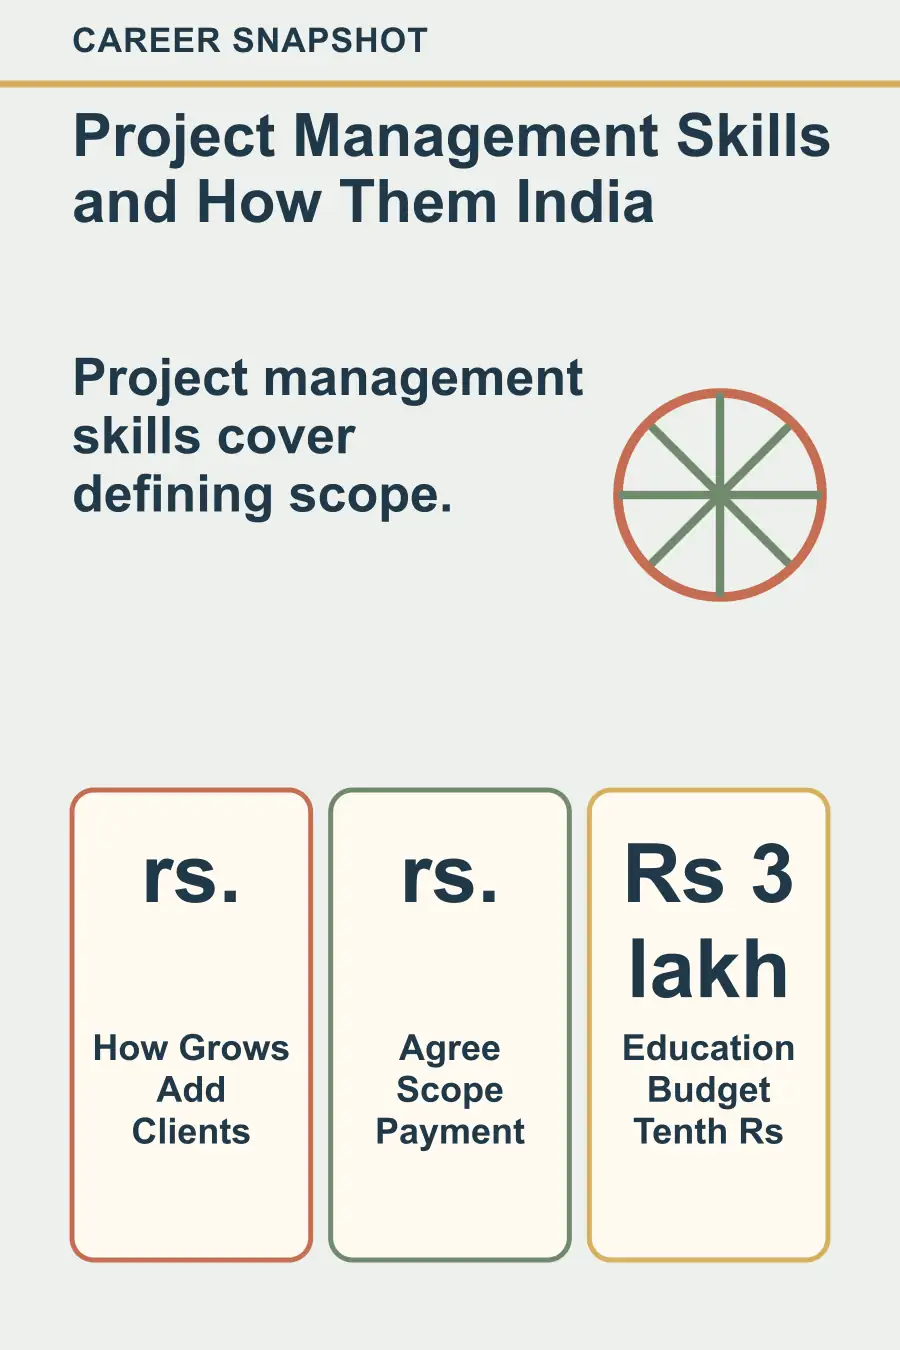 CAREER SNAPSHOT
Project Management Skills
and How Them India
Project management
skills cover
defining scope.
rs.
How Grows
Add
Clients
rs.
Agree
Scope
Payment
Rs 3
lakh
Education
Budget
Tenth Rs